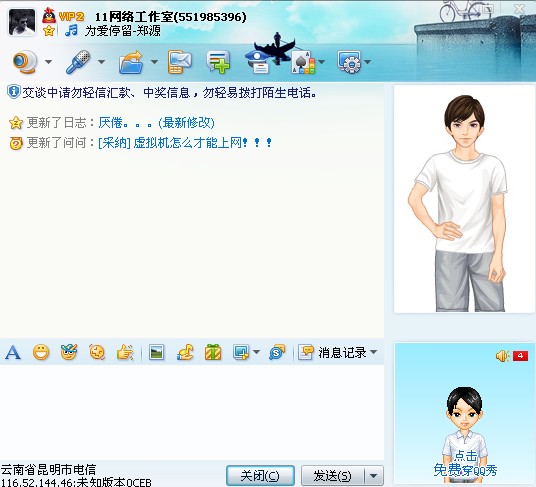 VIP2 11网络工作室(551985396)
为爱停留-郑源
交谈中请勿轻信汇款、中奖信息，勿轻易拨打陌生电话。
更新了日志：厌倦。。。(最新修改)
更新了问问：[采纳] 虚拟机怎么才能上网！！！
A
S
消息记录
4
点击
免费穿QQ秀
云南省昆明市电信
116.52.144.46:未知版本0CEB
关闭(C)
发送(S)